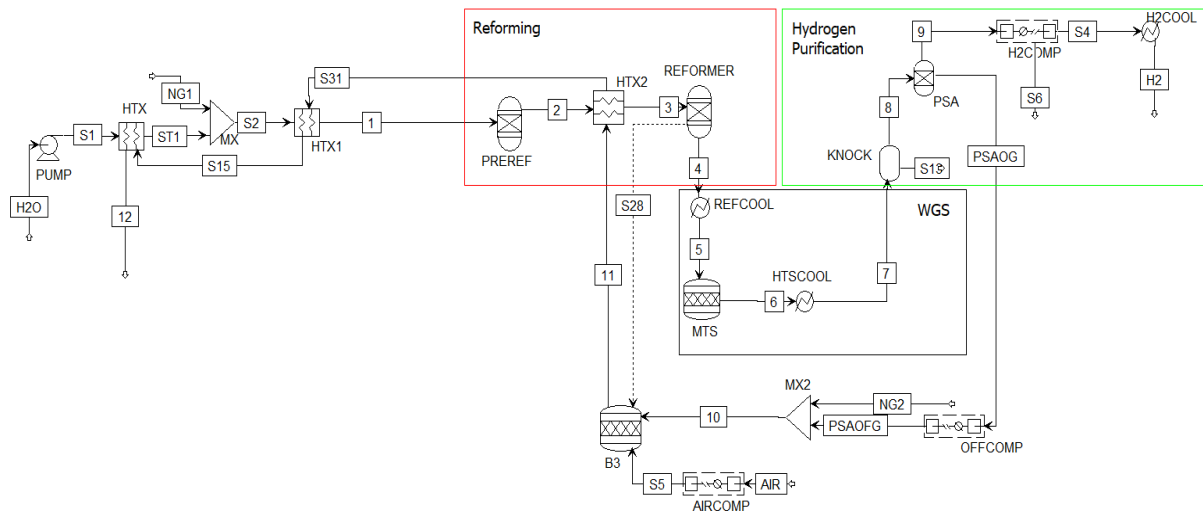 Reforming
Hydrogen
Purification
H2COOL
9
S4
H2COMP
REFORMER
S31
HTX2
NG1
H2
HTX
PSA
S6
2
3
8
S1
ST1
S2
1
MX
HTX1
PREREF
KNOCK
PSAOG
S15
PUMP
4
S13
H2O
12
S28
REFCOOL
WGS
5
11
HTSCOOL
7
6
MTS
MX2
NG2
10
PSAOFG
B3
OFFCOMP
S5
AIR
AIRCOMP